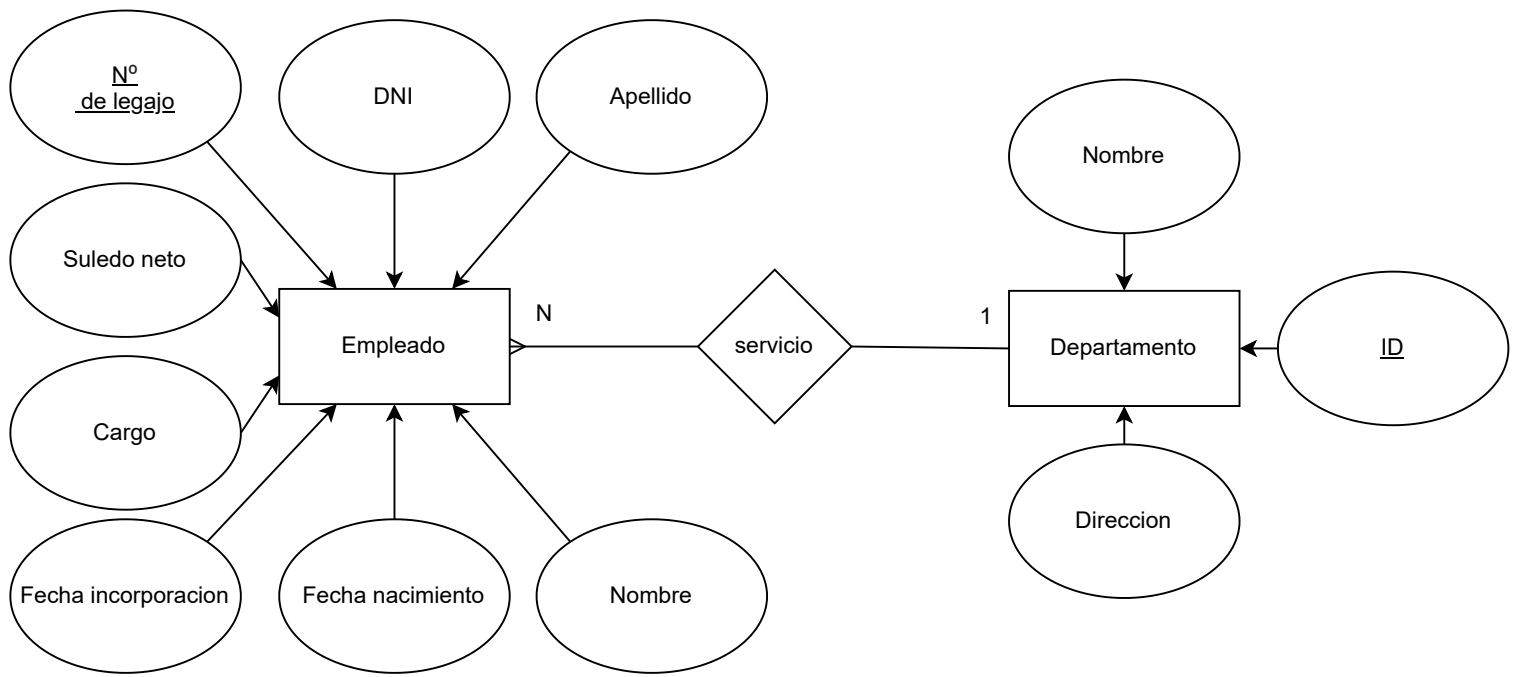 Nº
de legajo
DNI
Apellido
Nombre
Suledo neto
N
1
Empleado
servicio
Departamento
ID
Cargo
Direccion
Fecha incorporacion
Fecha nacimiento
Nombre